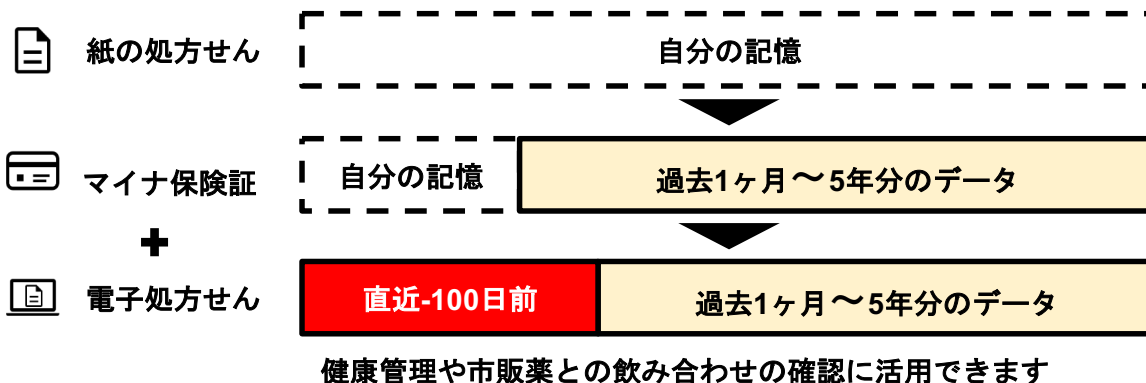 紙の処方せん
自分の記憶
マイナ保険証
自分の記憶
過去1ヶ月〜5年分のデータ
電子処方せん
直近-100日前
過去1ヶ月〜5年分のデータ
健康管理や市販薬との飲み合わせの確認に活用できます